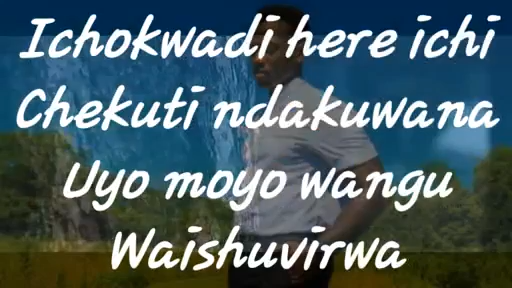 Ichokwadi here ichi
Chekuti ndakuwana
Uyo moyo wangu
Waishuvirwa